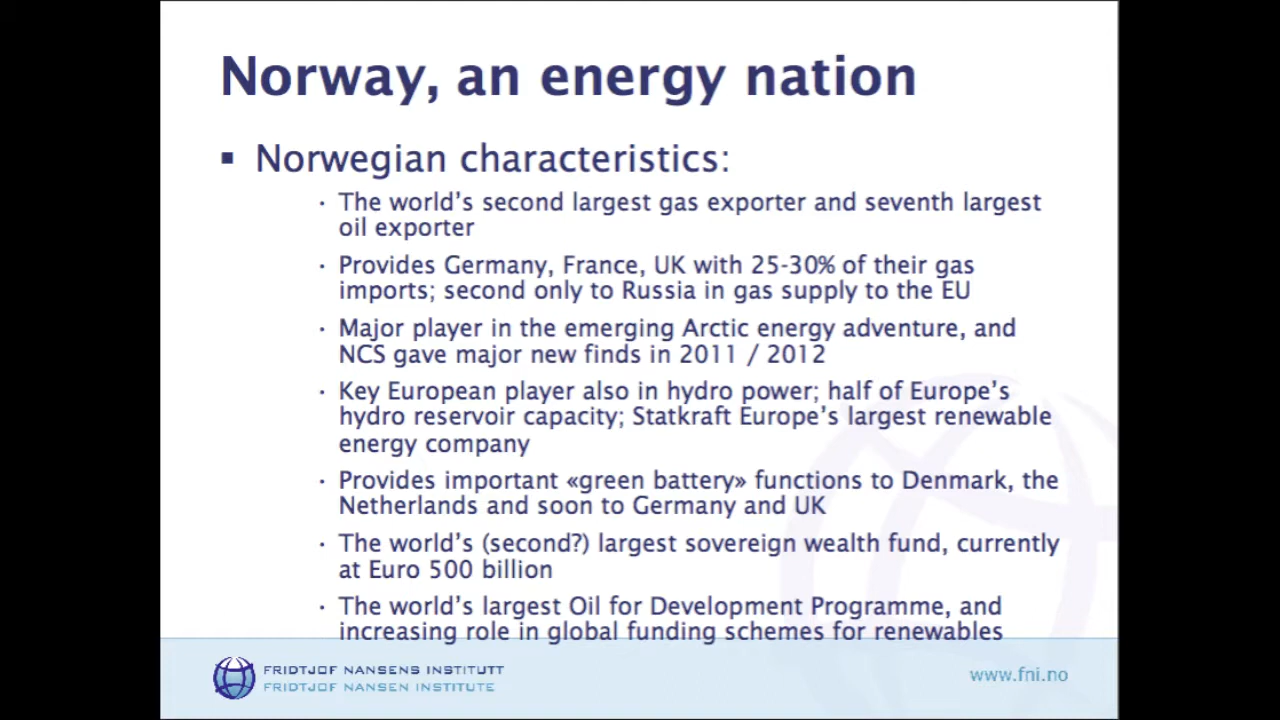 Norway, an energy nation
▪ Norwegian characteristics:
· The world's second largest gas exporter and seventh largest
oil exporter
· Provides Germany, France, UK with 25-30% of their gas
imports; second only to Russia in gas supply to the EU
· Major player in the emerging Arctic energy adventure, and
NCS gave major new finds in 2011 / 2012
· Key European player also in hydro power; half of Europe's
hydro reservoir capacity; Statkraft Europe's largest renewable
energy company
· Provides important «green battery» functions to Denmark, the
Netherlands and soon to Germany and UK
· The world's (second?) largest sovereign wealth fund, currently
at Euro 500 billion
· The world's largest Oil for Development Programme, and
increasing role in global funding schemes for renewables
FRIDTJOF NANSENS INSTITUTT
FRIDTJOF NANSEN INSTITUTE
www.fni.no